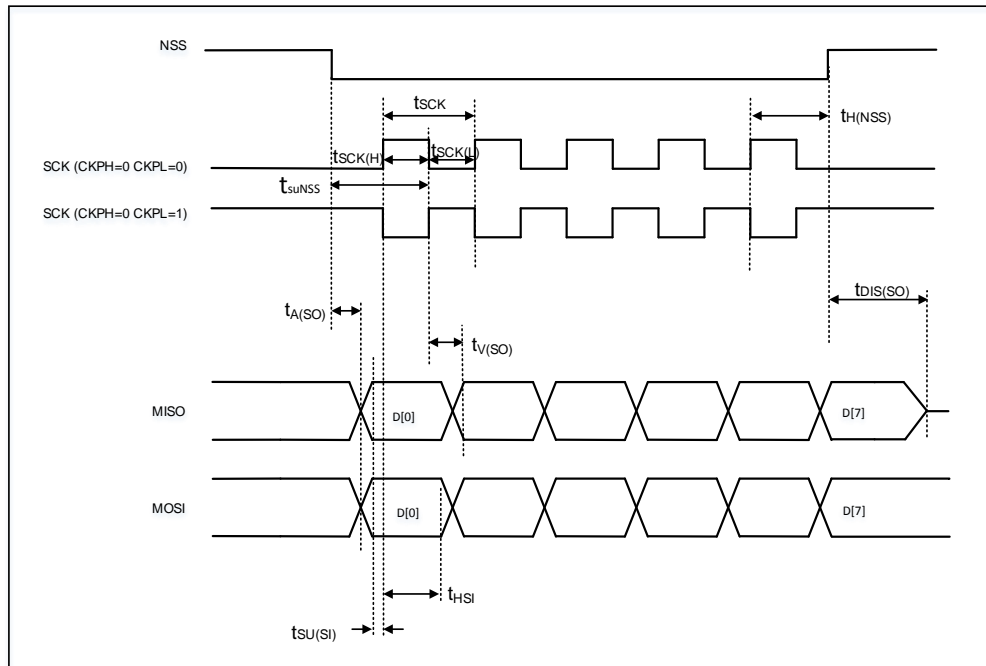 NSS
tSCK
tH(NSS)
tSCK(H)
tSCK(L)
SCK (CKPH=0 CKPL=0)
tsuNSS
SCK (CKPH=0 CKPL=1)
tDIS(SO)
tA(SO)
tV(SO)
MISO
D[0]
D[7]
MOSI
D[0]
D[7]
tHSI
tSU(SI)